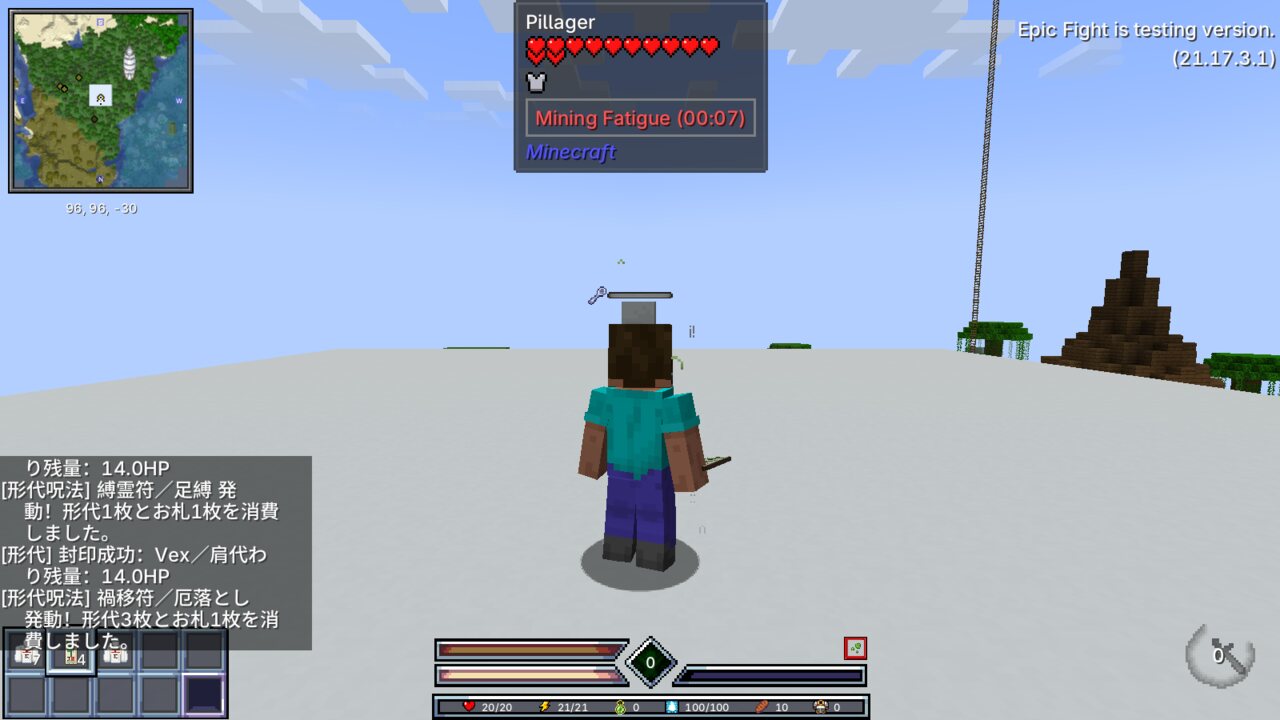 Pillager
Epic Fight is testing version.
(21.17.3.1)
Mining Fatigue (00:07)
Minecraft
S
E
W
N
96, 96, -30
り残量：14.0HP
[形代呪法] 縛霊符／足縛 発
動！形代1枚とお札1枚を消費
しました。
[形代] 封印成功：Vex／肩代わ
り残量：14.0HP
[形代呪法] 禍移符／厄落とし
発動！形代3枚とお札1枚を消
費しました。
7
4
0
0
20/20
21/21
0
100/100
10
0